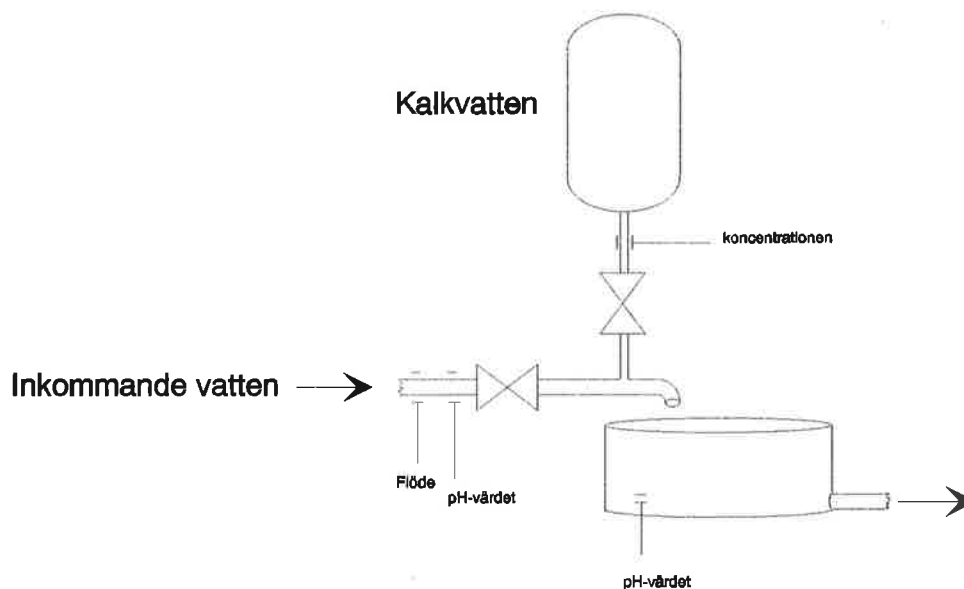 Kalkvatten
koncentrationen
Inkommande vatten
Flöde
pH-värdet
pH-värdet